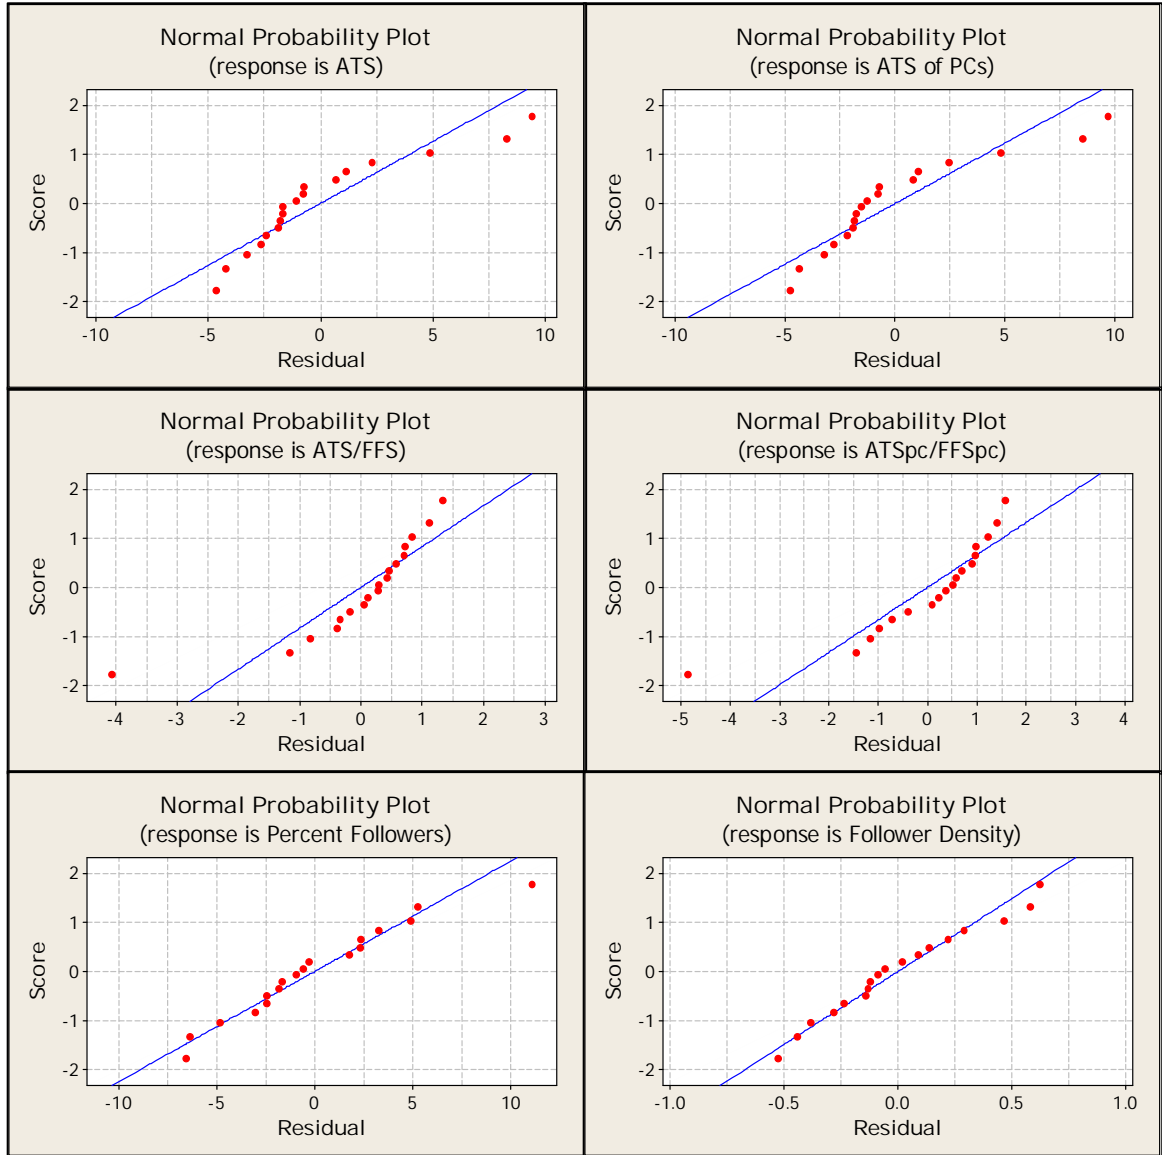 Normal Probability Plot
(response is ATS)
2
1
0
-1
-2
Score
-10
-5
0
5
10
Residual
Normal Probability Plot
(response is ATS of PCs)
2
1
0
-1
-2
Score
-10
-5
0
5
10
Residual
Normal Probability Plot
(response is ATS/FFS)
2
1
0
-1
-2
Score
-4
-3
-2
-1
0
1
2
3
Residual
Normal Probability Plot
(response is ATSpc/FFSpc)
2
1
0
-1
-2
Score
-5
-4
-3
-2
-1
0
1
2
3
4
Residual
Normal Probability Plot
(response is Percent Followers)
2
1
0
-1
-2
Score
-10
-5
0
5
10
Residual
Normal Probability Plot
(response is Follower Density)
2
1
0
-1
-2
Score
-1.0
-0.5
0.0
0.5
1.0
Residual